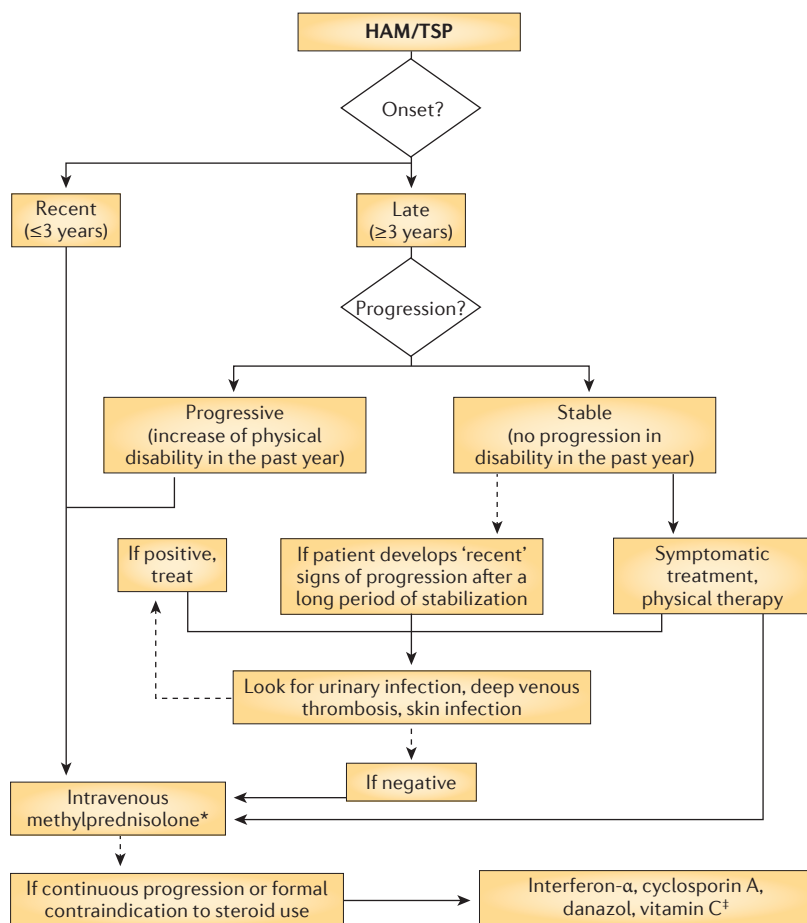 HAM/TSP
Onset?
Recent
(≤3 years)
Late
(≥3 years)
Progression?
Progressive
(increase of physical
disability in the past year)
Stable
(no progression in
disability in the past year)
If positive,
treat
If patient develops ‘recent’
signs of progression after a
long period of stabilization
Symptomatic
treatment,
physical therapy
Look for urinary infection, deep venous
thrombosis, skin infection
If negative
Intravenous
methylprednisolone*
If continuous progression or formal
contraindication to steroid use
Interferon-α, cyclosporin A,
danazol, vitamin C‡